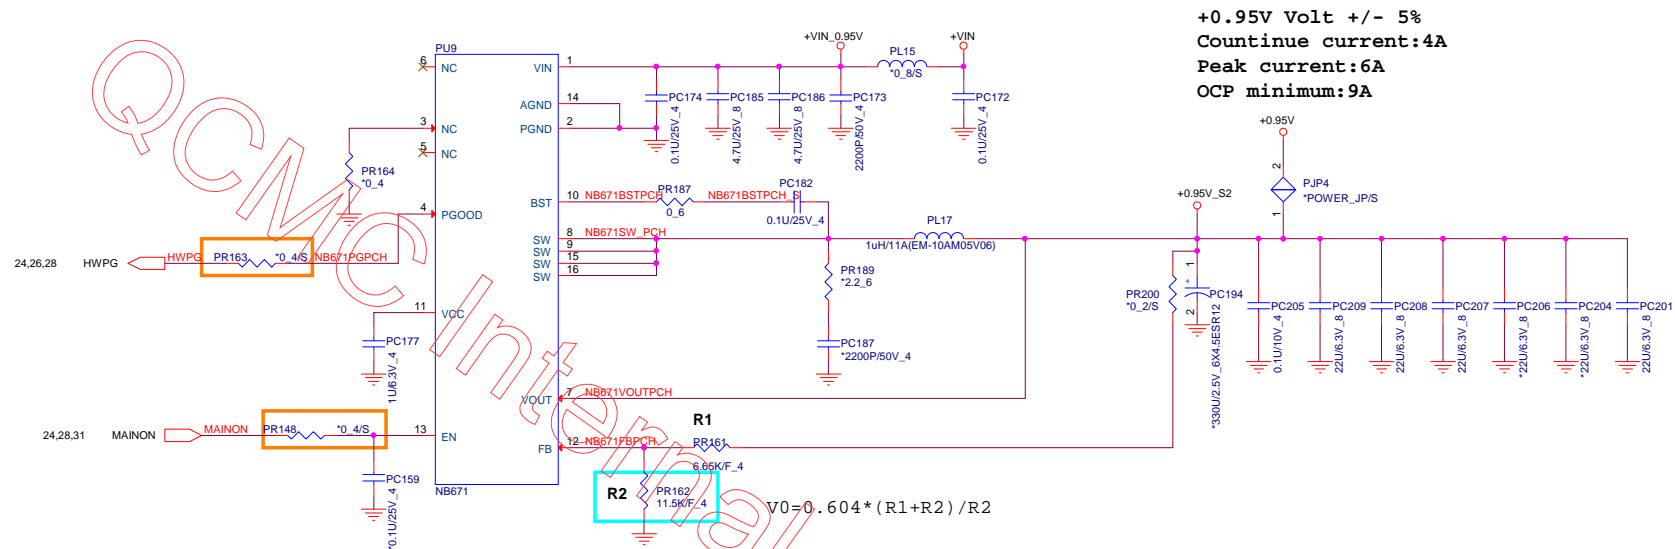 +0.95V Volt +/- 5%
Countinue current:4A
Peak current:6A
OCP minimum:9A
PU9
+VIN_0.95V
+VIN
PL15
*0_8/S
6
NC
1
VIN
14
AGND
2
PGND
3
NC
5
NC
PC174
0.1U/25V_4
PC185
4.7U/25V_8
PC186
4.7U/25V_8
PC173
2200P/50V_4
PC172
0.1U/25V_4
+0.95V
2
PJP4
*POWER_JP/S
1
PR164
*0_4
4
PGOOD
BST
10
NB671BSTPCH
PR187
0_6
NB671BSTPCH_S
PC182
0.1U/25V_4
+0.95V_S2
SW
8
NB671SW_PCH
SW
9
SW
15
SW
16
PL17
1uH/11A(EM-10AM05V06)
24,26,28
HWPG
HWPG
PR163
*0_4/S
NB671PGPCH
PR189
*2.2_6
PC187
*2200P/50V_4
PR200
*0_2/S
1
+
PC194
2
*330U/2.5V_6X4.5ESR12
PC205
0.1U/10V_4
PC209
22U/6.3V_8
PC208
22U/6.3V_8
PC207
22U/6.3V_8
PC206
*22U/6.3V_8
PC204
*22U/6.3V_8
PC201
22U/6.3V_8
11
VCC
PC177
1U/6.3V_4
VOUT
7
NB671VOUTPCH
R1
24,28,31
MAINON
MAINON
PR148
*0_4/S
13
EN
FB
12
NB671FBPCH
PR161
6.65K/F_4
PC159
*0.1U/25V_4
NB671
R2
PR162
11.5K/F_4
V0=0.604*(R1+R2)/R2
QCMC Internal